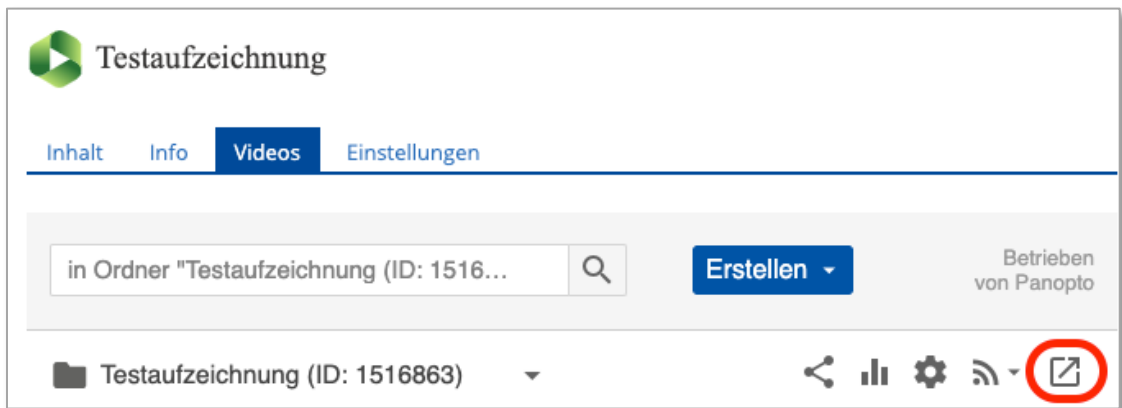 Testaufzeichnung
Inhalt Info Videos Einstellungen
in Ordner "Testaufzeichnung (ID: 1516... Erstellen Betrieben
von Panopto
Testaufzeichnung (ID: 1516863)